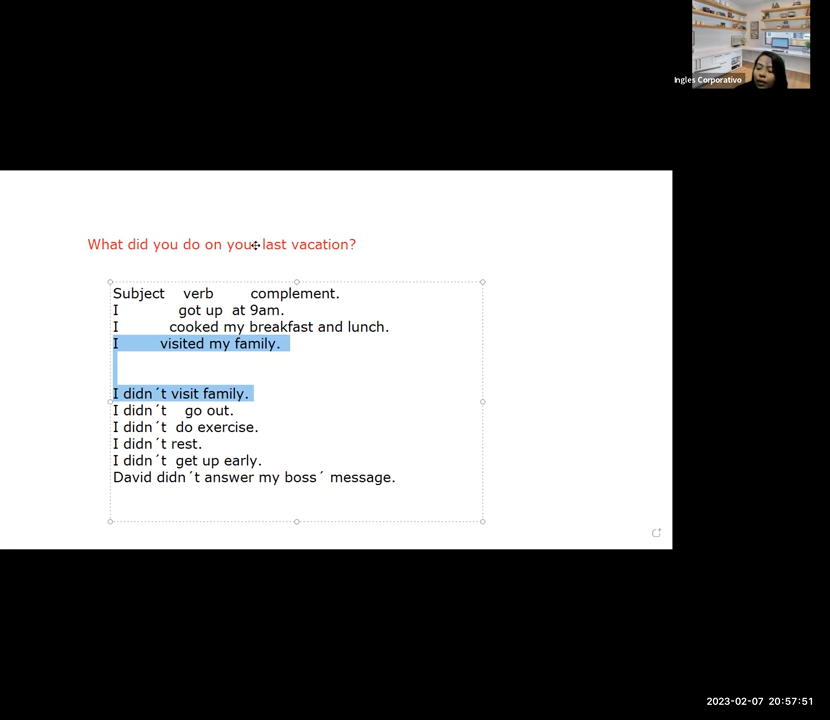 Ingles Corporativo
What did you do on your last vacation?
Subject verb complement.
I got up at 9am.
I cooked my breakfast and lunch.
I visited my family.
I didn´t visit family.
I didn´t go out.
I didn´t do exercise.
I didn´t rest.
I didn´t get up early.
David didn´t answer my boss´ message.
2023-02-07 20:57:51